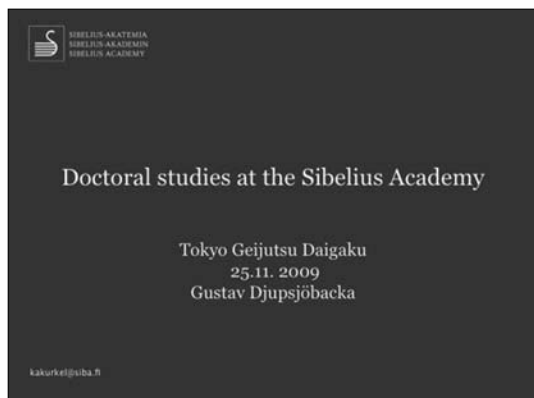 SIBELIUS-AKATEMIA
SIBELIUS-AKADEMIN
SIBELIUS ACADEMY
Doctoral studies at the Sibelius Academy
Tokyo Geijutsu Daigaku
25.11. 2009
Gustav Djupsjöbacka
kakurkel@siba.fi